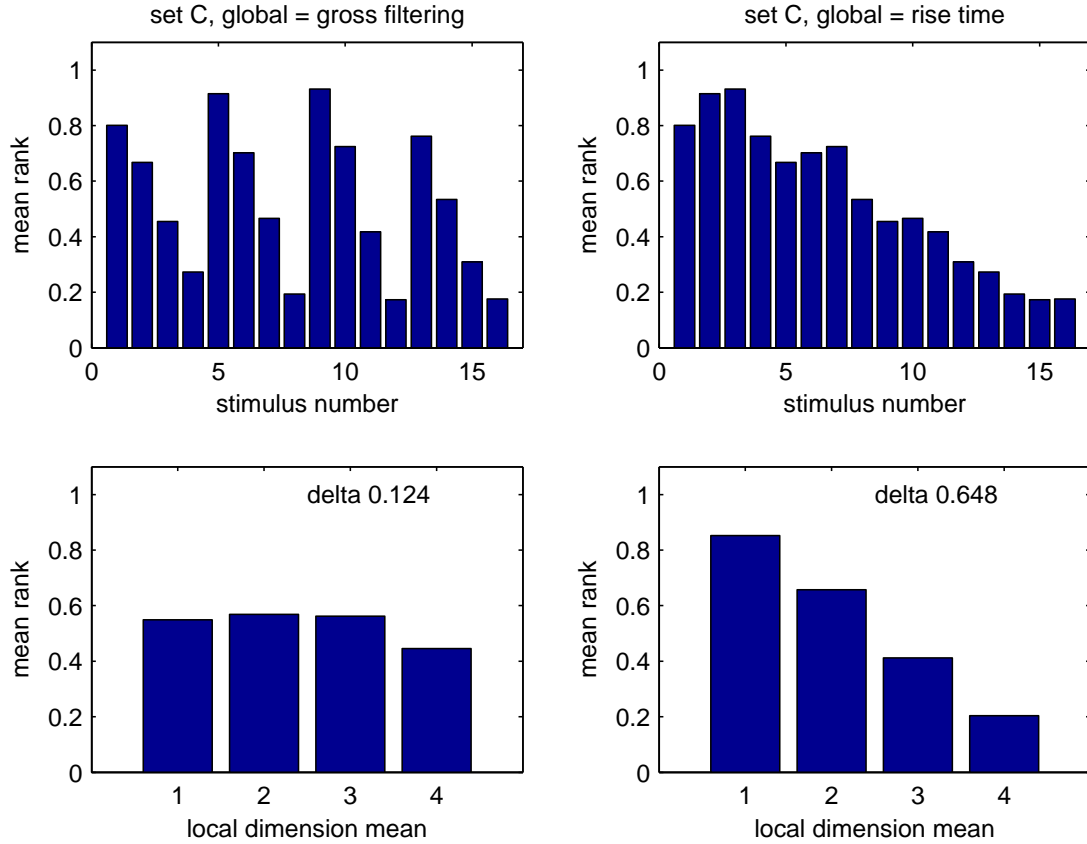 set C, global = gross filtering
1
0.8
0.6
0.4
0.2
0
mean rank
0 5 10 15
stimulus number
set C, global = rise time
1
0.8
0.6
0.4
0.2
0
mean rank
0 5 10 15
stimulus number
delta 0.124
1
0.8
0.6
0.4
0.2
0
mean rank
1 2 3 4
local dimension mean
delta 0.648
1
0.8
0.6
0.4
0.2
0
mean rank
1 2 3 4
local dimension mean